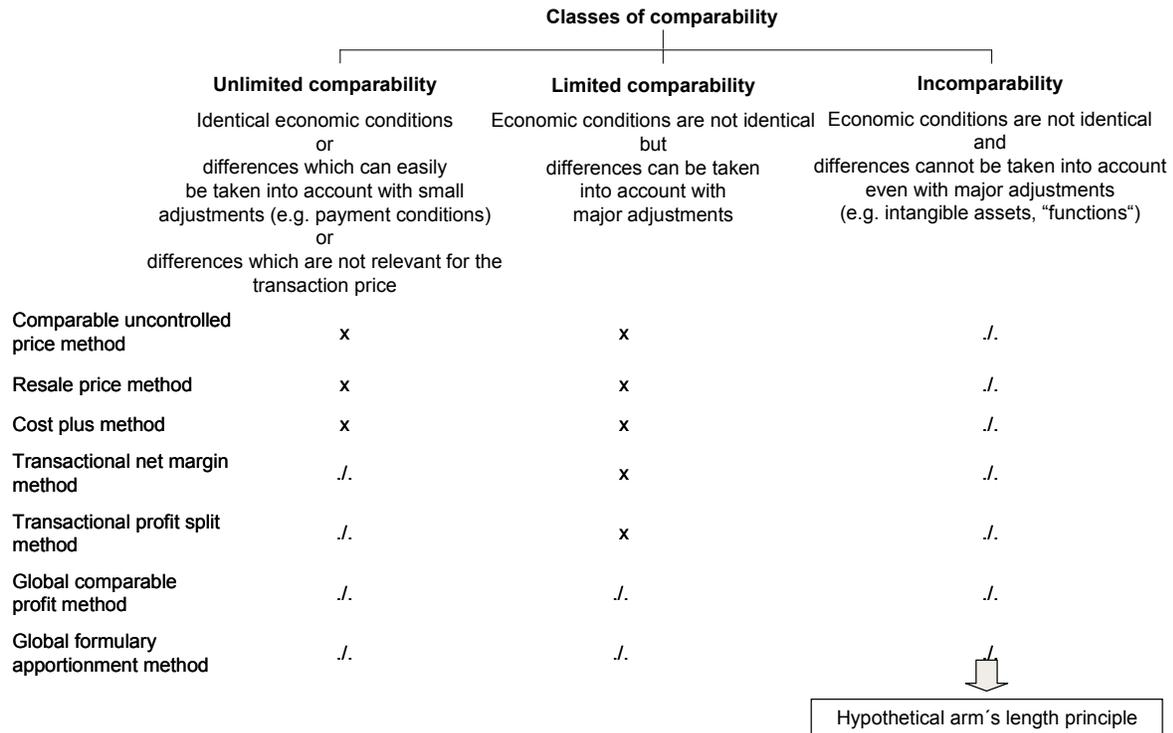 Classes of comparability
Unlimited comparability
Identical economic conditions
or
differences which can easily
be taken into account with small
adjustments (e.g. payment conditions)
or
differences which are not relevant for the
transaction price
Limited comparability
Economic conditions are not identical
but
differences can be taken
into account with
major adjustments
Incomparability
Economic conditions are not identical
and
differences cannot be taken into account
even with major adjustments
(e.g. intangible assets, “functions“)
Comparable uncontrolled
price method
x x ./.
Resale price method x x ./.
Cost plus method x x ./.
Transactional net margin
method
./. x ./.
Transactional profit split
method
./. x ./.
Global comparable
profit method
./. ./. ./.
Global formulary
apportionment method
./. ./. ./.
Hypothetical arm´s length principle